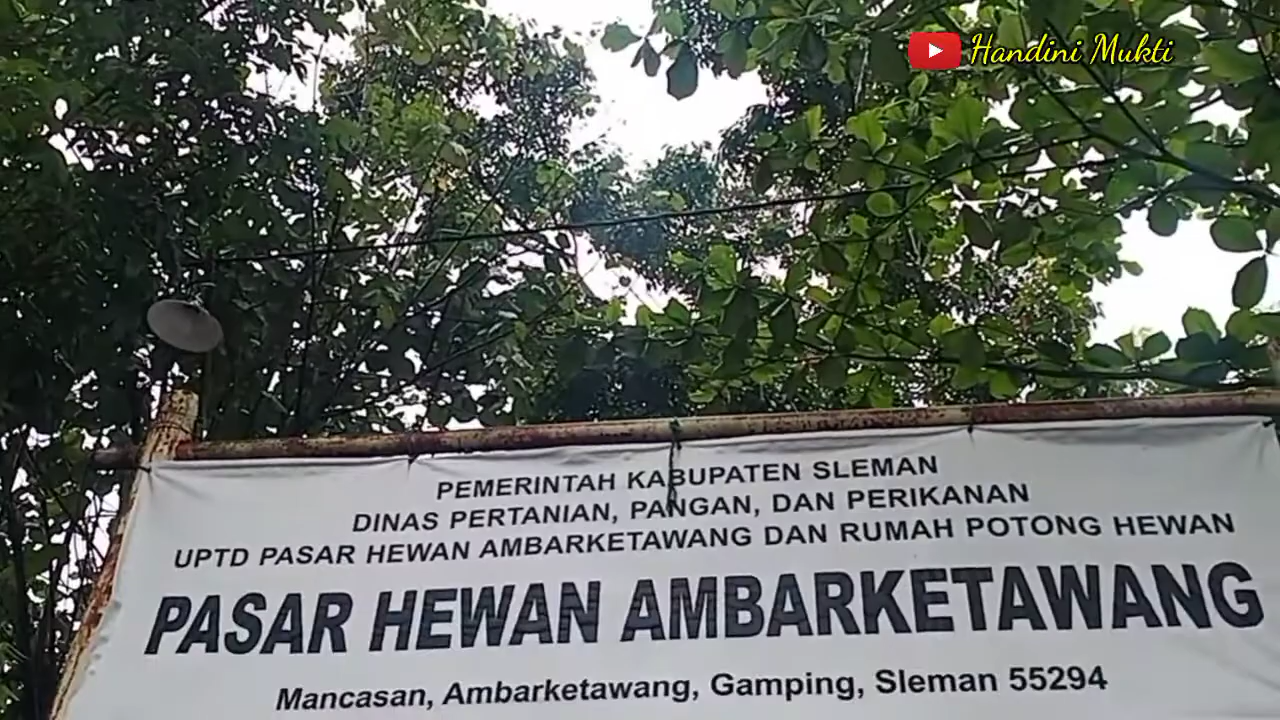 Handini Mukti
PEMERINTAH KABUPATEN SLEMAN
DINAS PERTANIAN, PANGAN, DAN PERIKANAN
UPTD PASAR HEWAN AMBARKETAWANG DAN RUMAH POTONG HEWAN
PASAR HEWAN AMBARKETAWANG
Mancasan, Ambarketawang, Gamping, Sleman 55294